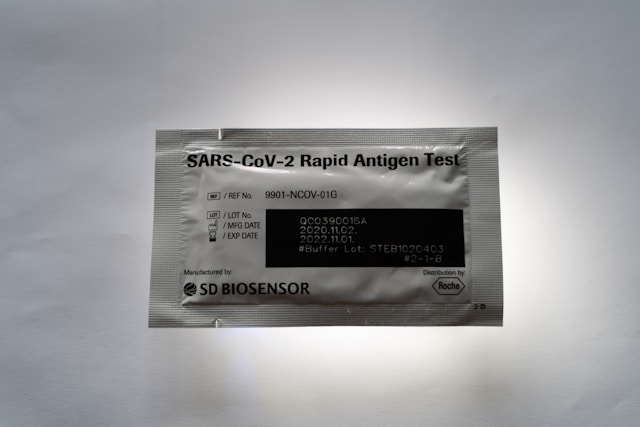 SARS-CoV-2 Rapid Antigen Test
REF / REF No. 9901-NCOV-01G
LOT / LOT No. QCO390016A
/ MFG DATE 2020.11.02.
/ EXP DATE 2022.11.01.
#Buffer Lot: STEB1020403
#2-1-B
Manufactured by: Distribution by:
SD BIOSENSOR Roche